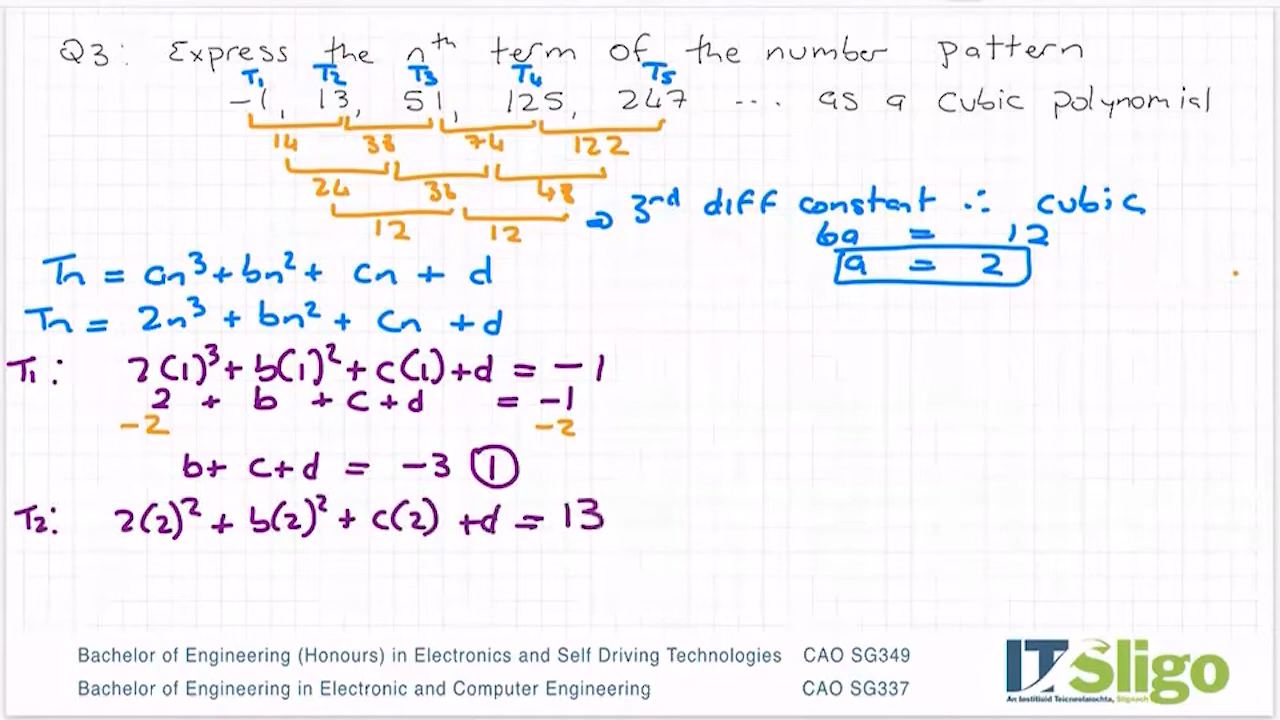 Q3: Express the nth term of the number pattern
T1 T2 T3 T4 T5
-1, 13, 51, 125, 247 ... as a cubic polynomial
14 38 74 122
24 36 48
12 12 ⇒ 3rd diff constant ∴ cubic
6a = 12
a = 2
Tn = an³ + bn² + cn + d
Tn = 2n³ + bn² + cn + d
T1: 2(1)³ + b(1)² + c(1) + d = -1
2 + b + c + d = -1
-2 -2
b + c + d = -3 ①
T2: 2(2)² + b(2)² + c(2) + d = 13
Bachelor of Engineering (Honours) in Electronics and Self Driving Technologies CAO SG349
Bachelor of Engineering in Electronic and Computer Engineering CAO SG337
IT Sligo
An Institiúid Teicneolaíochta, Sligeach